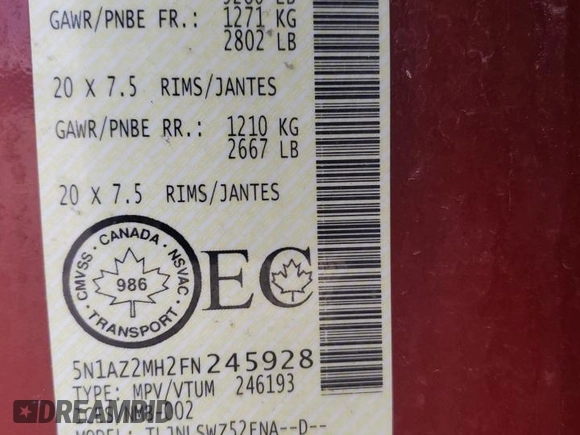 GAWR/PNBE FR.: 1271 KG
2802 LB
20 X 7.5 RIMS/JANTES
GAWR/PNBE RR.: 1210 KG
2667 LB
20 X 7.5 RIMS/JANTES
CMVSS · CANADA · NSVAC · TRANSPORT ·
986
EC
5N1AZ2MH2FN245928
TYPE: MPV/VTUM 246193
DREAMBID